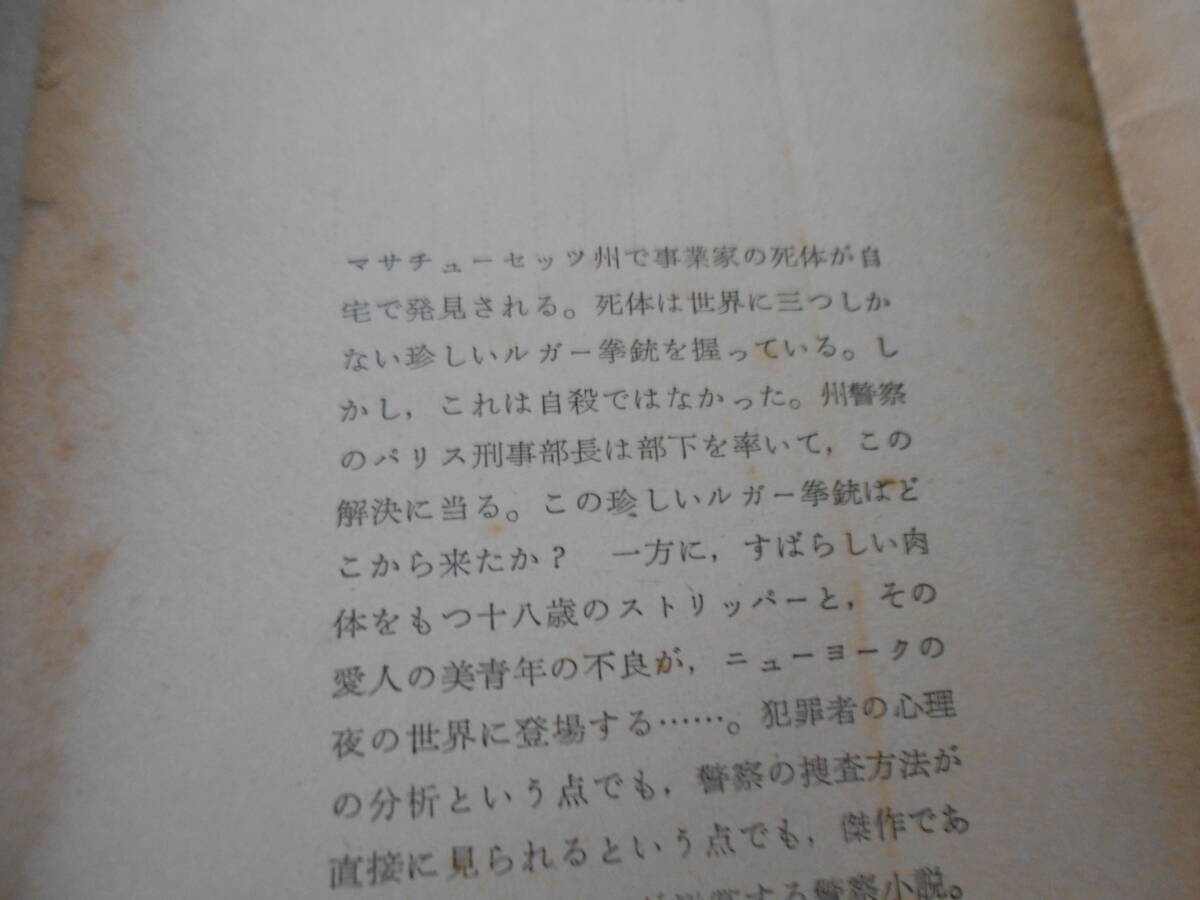 マサチューセッツ州で事業家の死体が自
宅で発見される。死体は世界に三つしか
ない珍しいルガー拳銃を握っている。し
かし，これは自殺ではなかった。州警察
のパリス刑事部長は部下を率いて，この
解決に当る。この珍しいルガー拳銃はど
こから来たか？　一方に，すばらしい肉
体をもつ十八歳のストリッパーと，その
愛人の美青年の不良が，ニューヨークの
夜の世界に登場する……。犯罪者の心理
の分析という点でも，警察の捜査方法が
直接に見られるという点でも，傑作であ
する警察小説。